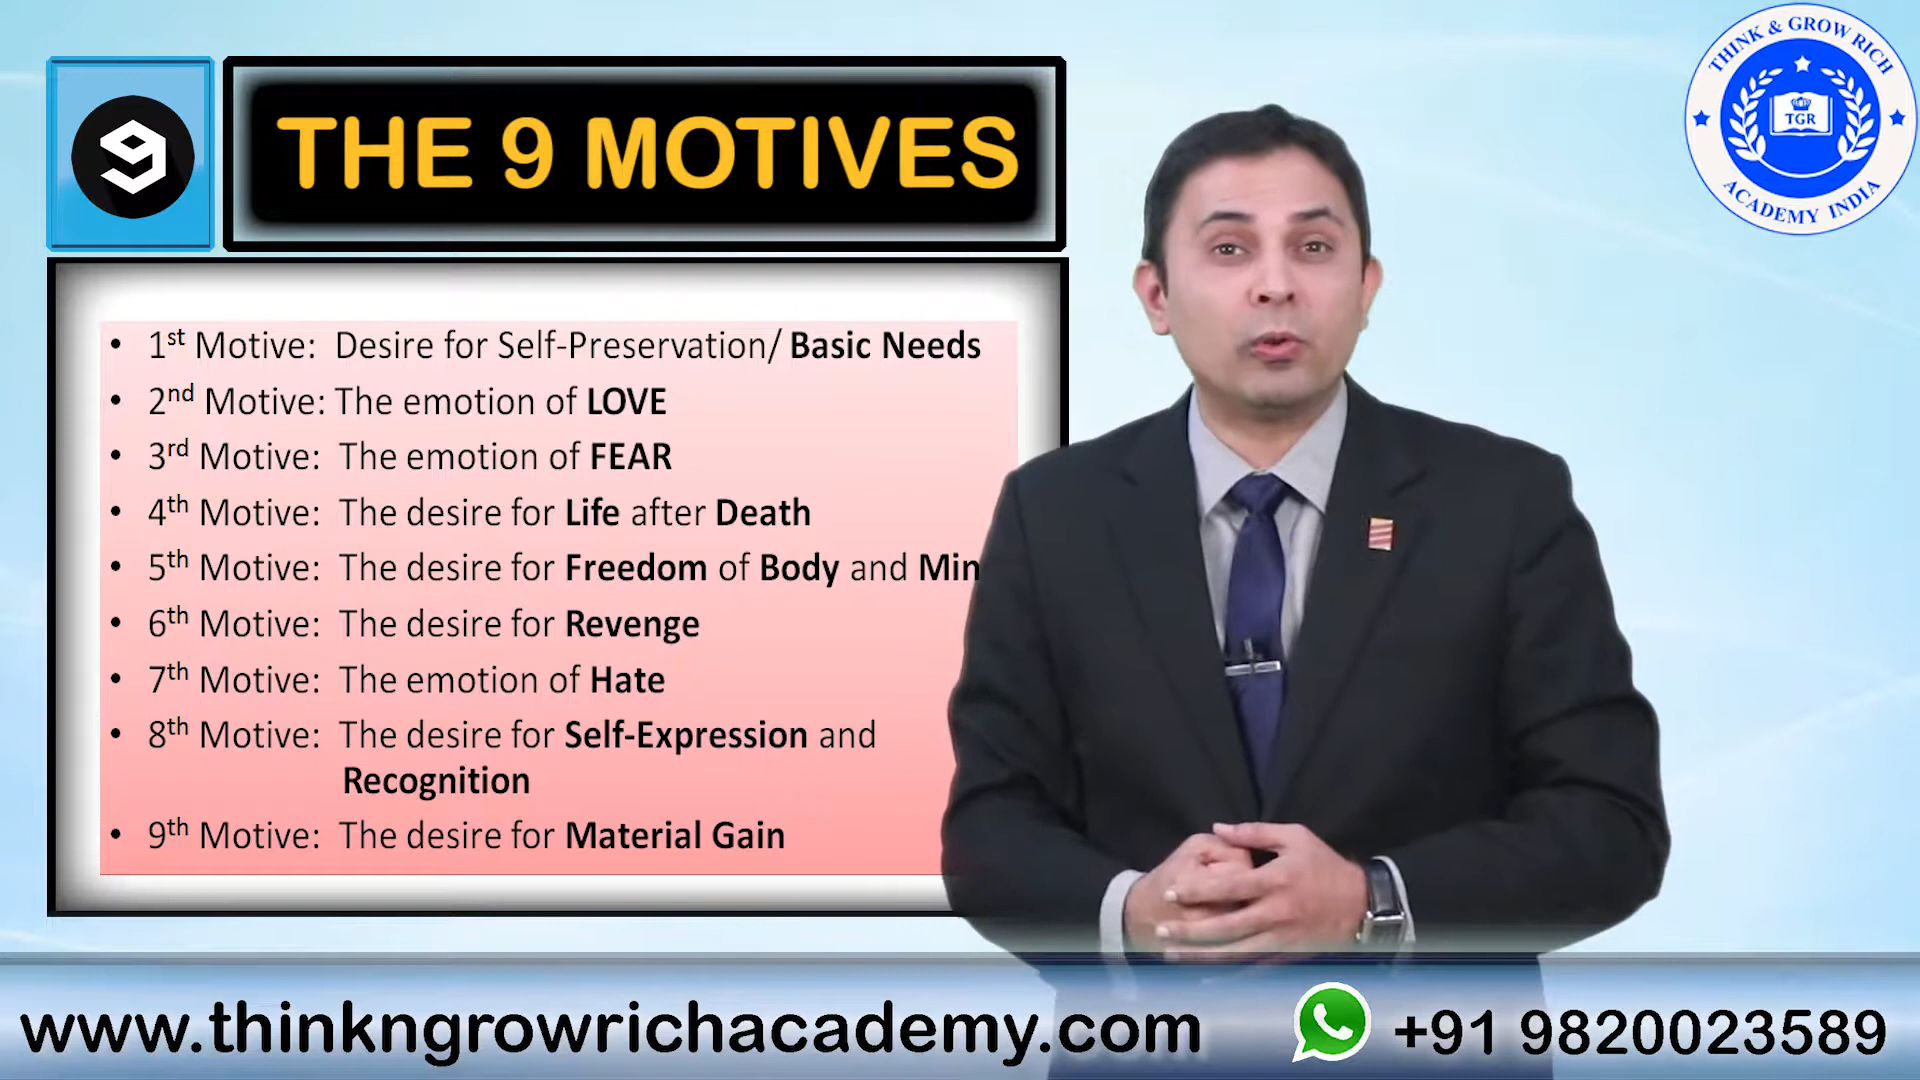 9
THE 9 MOTIVES
THINK & GROW RICH
TGR
ACADEMY INDIA
• 1st Motive: Desire for Self-Preservation/ Basic Needs
• 2nd Motive: The emotion of LOVE
• 3rd Motive: The emotion of FEAR
• 4th Motive: The desire for Life after Death
• 5th Motive: The desire for Freedom of Body and Min
• 6th Motive: The desire for Revenge
• 7th Motive: The emotion of Hate
• 8th Motive: The desire for Self-Expression and
Recognition
• 9th Motive: The desire for Material Gain
www.thinkngrowrichacademy.com
+91 9820023589